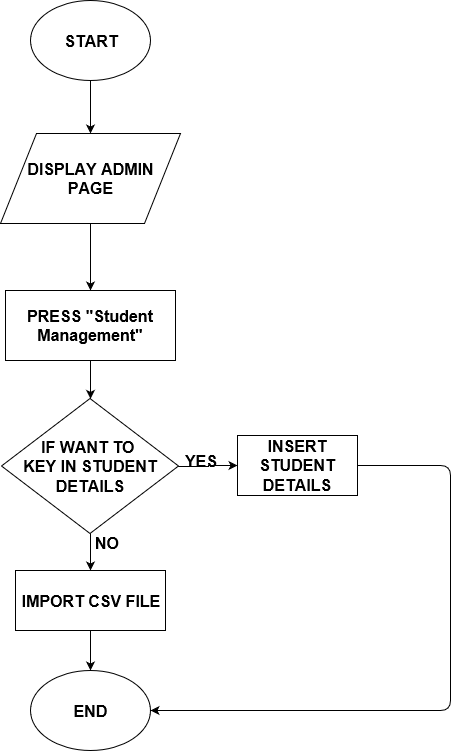 START
DISPLAY ADMIN
PAGE
PRESS "Student
Management"
IF WANT TO
KEY IN STUDENT
DETAILS
YES
INSERT
STUDENT
DETAILS
NO
IMPORT CSV FILE
END